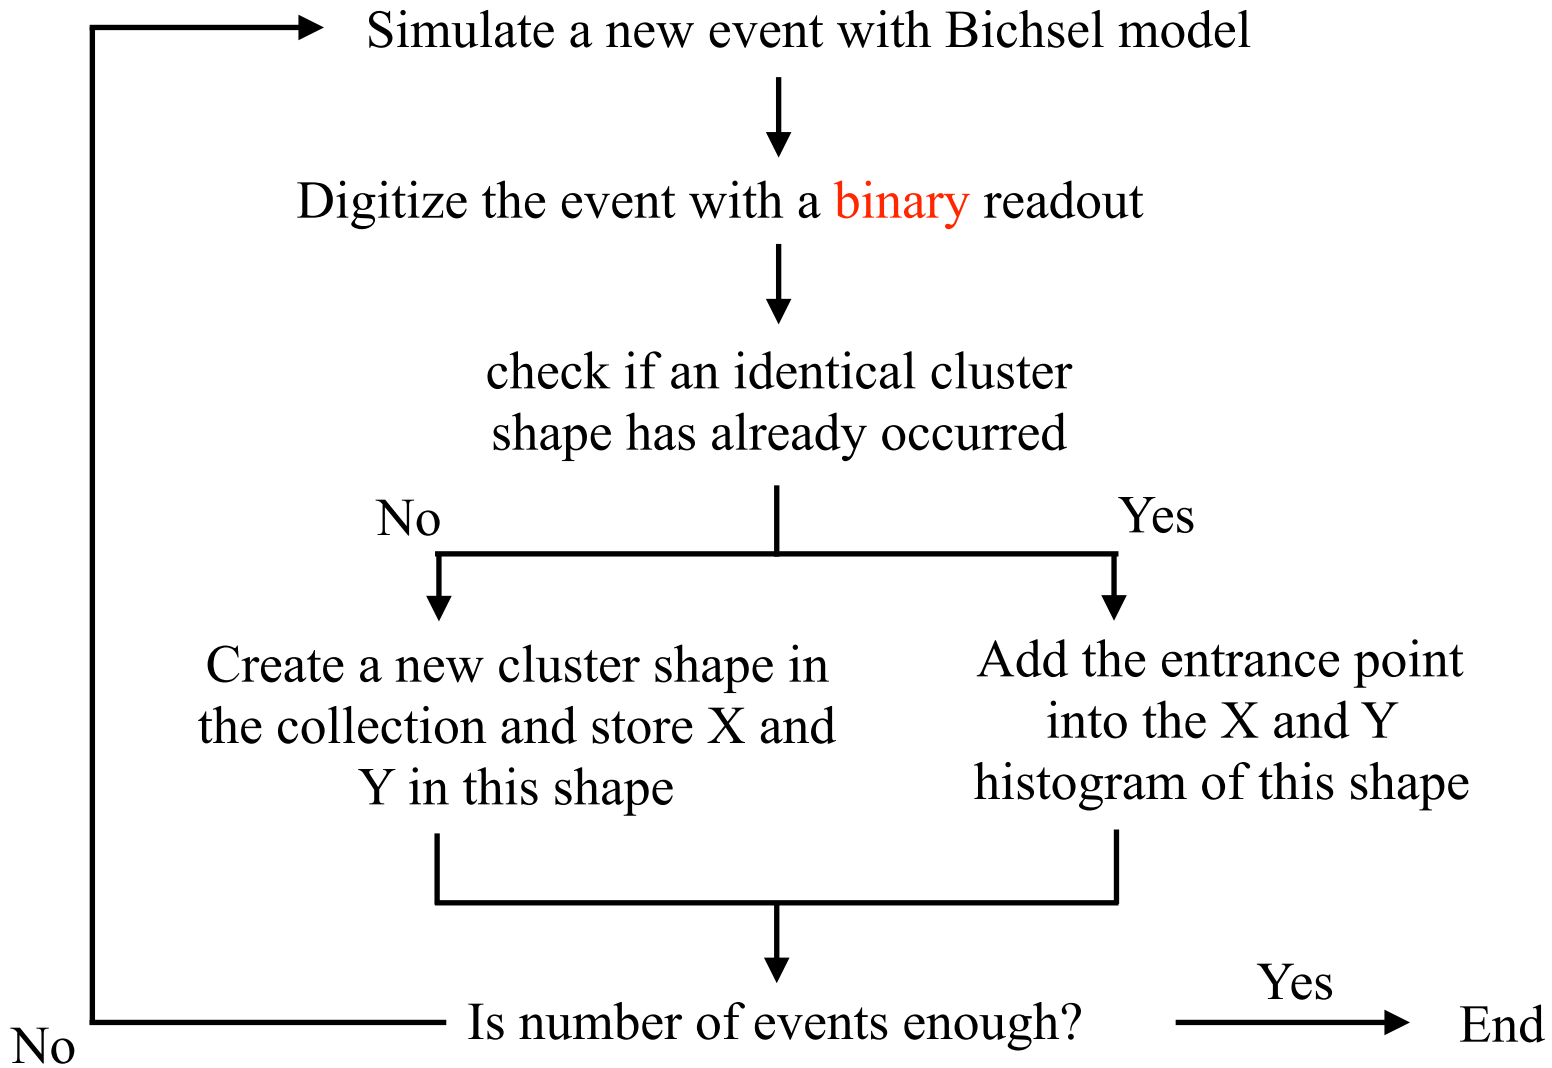 Simulate a new event with Bichsel model
Digitize the event with a binary readout
check if an identical cluster
shape has already occurred
No
Yes
Create a new cluster shape in
the collection and store X and
Y in this shape
Add the entrance point
into the X and Y
histogram of this shape
Is number of events enough?
Yes
End
No